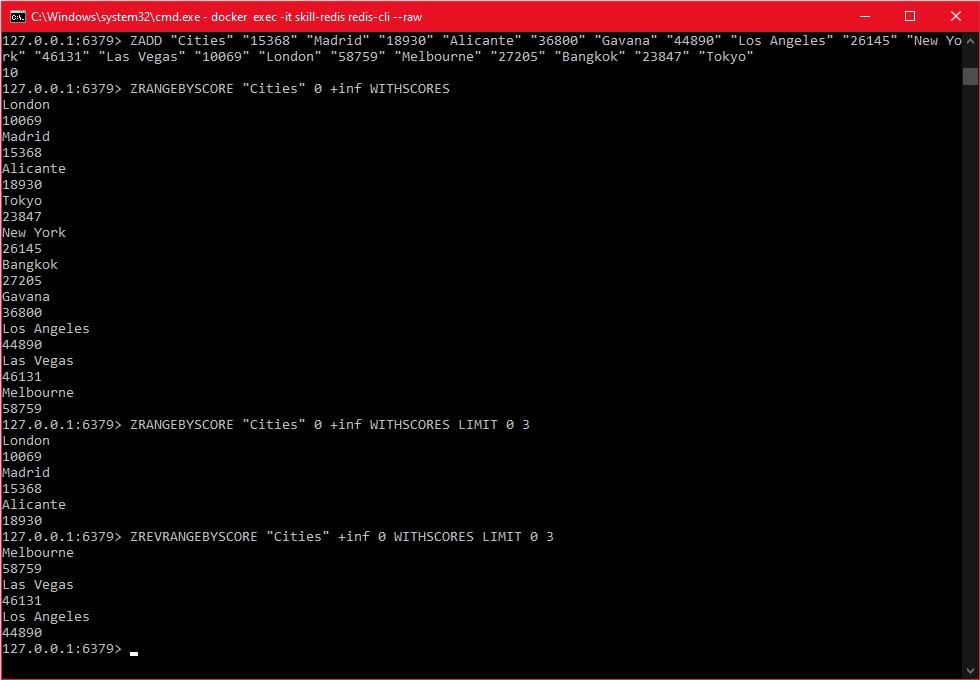 C:\Windows\system32\cmd.exe - docker  exec -it skill-redis redis-cli --raw
127.0.0.1:6379> ZADD "Cities" "15368" "Madrid" "18930" "Alicante" "36800" "Gavana" "44890" "Los Angeles" "26145" "New Yo
rk" "46131" "Las Vegas" "10069" "London" "58759" "Melbourne" "27205" "Bangkok" "23847" "Tokyo"
10
127.0.0.1:6379> ZRANGEBYSCORE "Cities" 0 +inf WITHSCORES
London
10069
Madrid
15368
Alicante
18930
Tokyo
23847
New York
26145
Bangkok
27205
Gavana
36800
Los Angeles
44890
Las Vegas
46131
Melbourne
58759
127.0.0.1:6379> ZRANGEBYSCORE "Cities" 0 +inf WITHSCORES LIMIT 0 3
London
10069
Madrid
15368
Alicante
18930
127.0.0.1:6379> ZREVRANGEBYSCORE "Cities" +inf 0 WITHSCORES LIMIT 0 3
Melbourne
58759
Las Vegas
46131
Los Angeles
44890
127.0.0.1:6379>